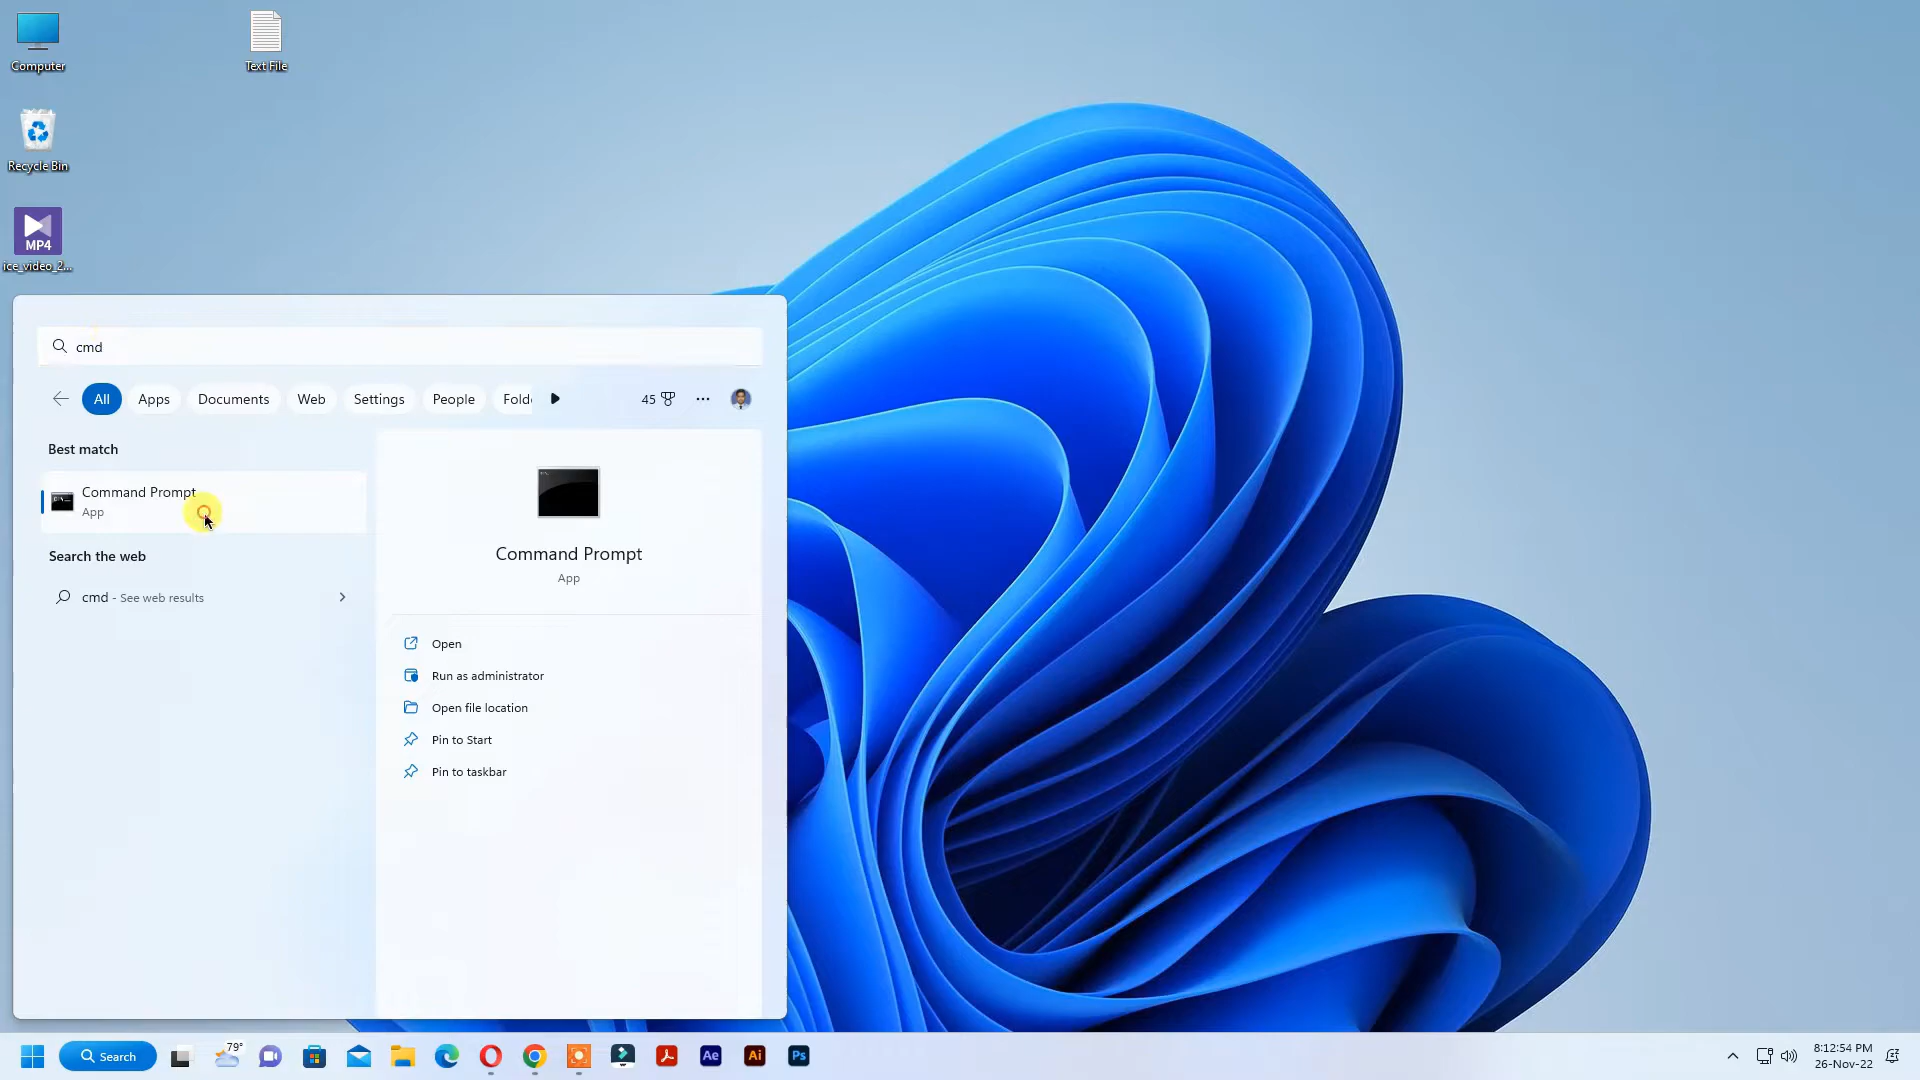 Computer
Text File
Recycle Bin
MP4
ice_video_2...
cmd
All
Apps
Documents
Web
Settings
People
Fold
45
Best match
Command Prompt
App
Search the web
cmd - See web results
Command Prompt
App
Open
Run as administrator
Open file location
Pin to Start
Pin to taskbar
Search
79°
Ae
Ai
Ps
8:12:54 PM
26-Nov-22